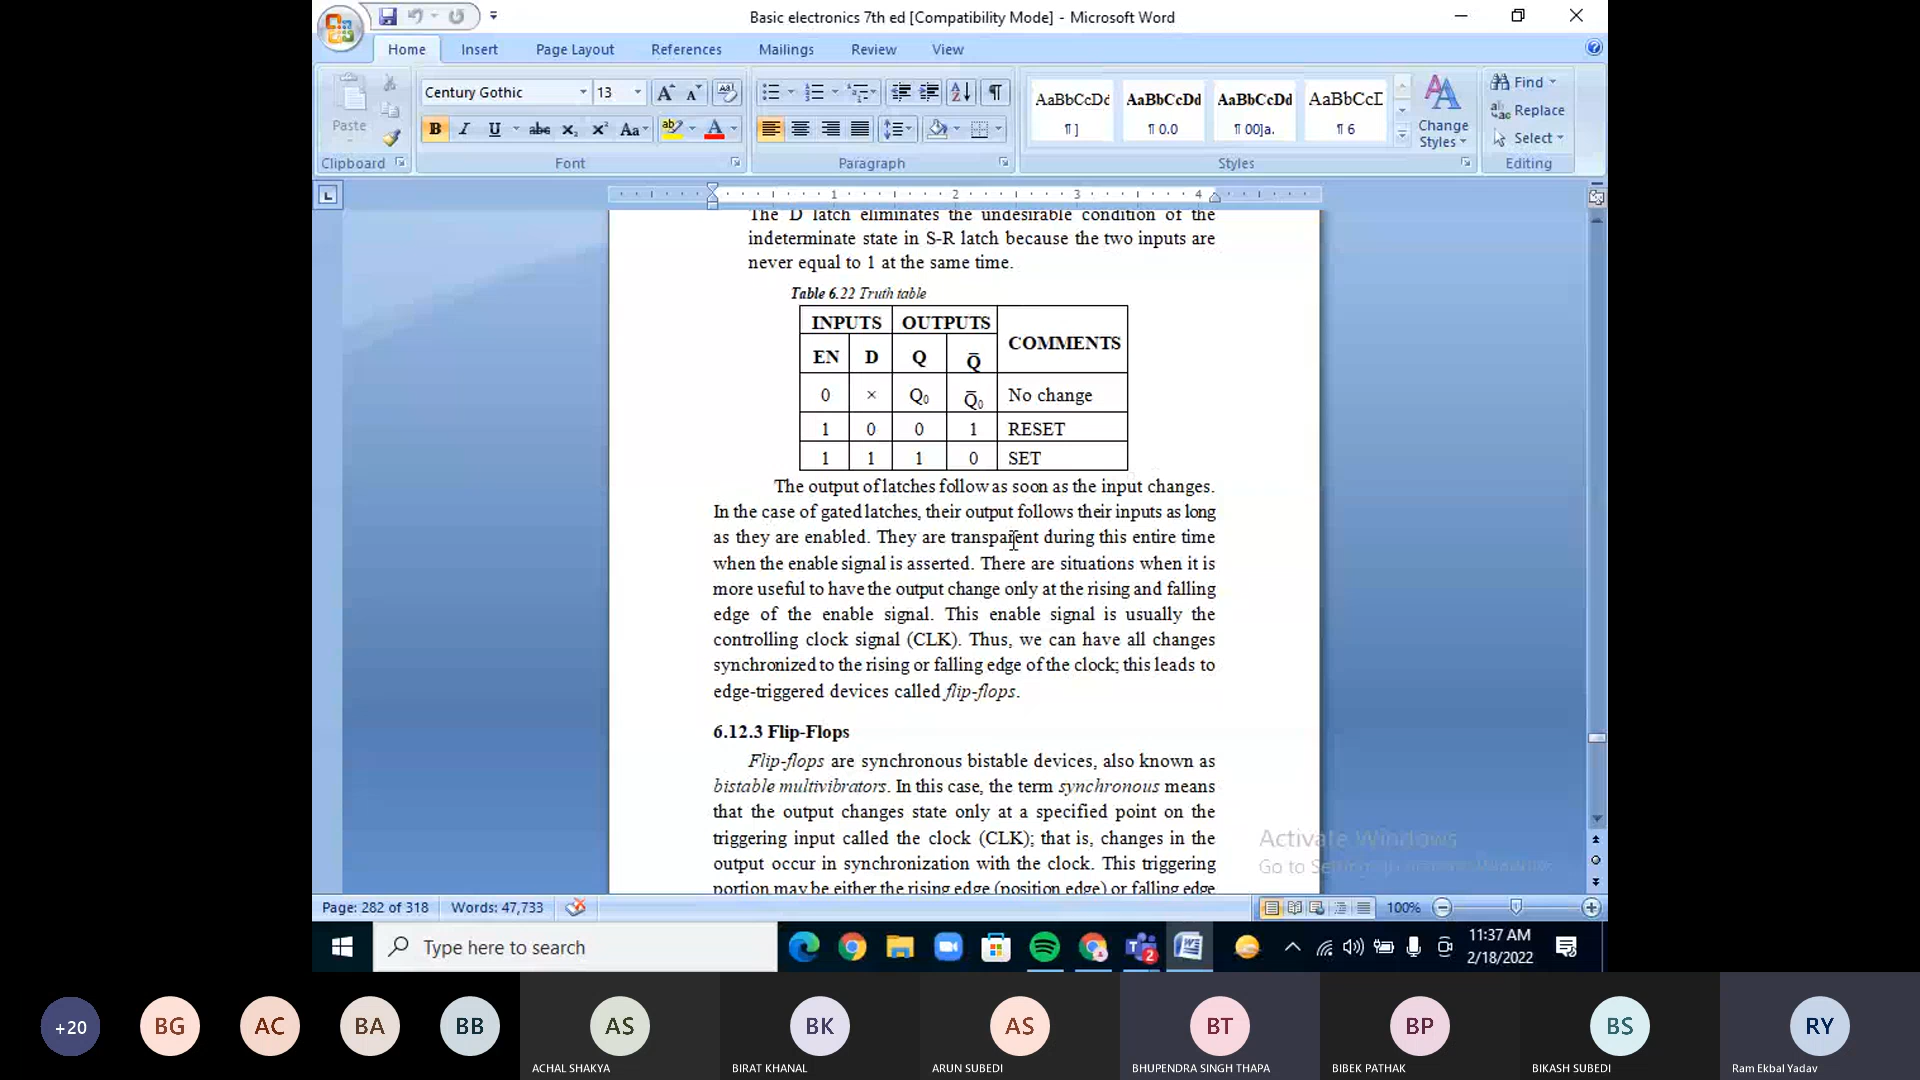 Basic electronics 7th ed [Compatibility Mode] - Microsoft Word
Home Insert Page Layout References Mailings Review View
Century Gothic 13
AaBbCcDd AaBbCcDd AaBbCcDd AaBbCcD
¶ ] ¶ 0.0 ¶ 00]a. ¶ 6
Paste
Change Styles
Find
Replace
Select
Clipboard Font Paragraph Styles Editing
1 2 3 4
The D latch eliminates the undesirable condition of the
indeterminate state in S-R latch because the two inputs are
never equal to 1 at the same time.
Table 6.22 Truth table
INPUTS OUTPUTS COMMENTS
EN D Q Q̅
0 × Q₀ Q̅₀ No change
1 0 0 1 RESET
1 1 1 0 SET
The output of latches follow as soon as the input changes.
In the case of gated latches, their output follows their inputs as long
as they are enabled. They are transparent during this entire time
when the enable signal is asserted. There are situations when it is
more useful to have the output change only at the rising and falling
edge of the enable signal. This enable signal is usually the
controlling clock signal (CLK). Thus, we can have all changes
synchronized to the rising or falling edge of the clock; this leads to
edge-triggered devices called flip-flops.
6.12.3 Flip-Flops
Flip-flops are synchronous bistable devices, also known as
bistable multivibrators. In this case, the term synchronous means
that the output changes state only at a specified point on the
triggering input called the clock (CLK); that is, changes in the
output occur in synchronization with the clock. This triggering
portion may be either the rising edge (position edge) or falling edge
Activate Windows
Go to
Page: 282 of 318 Words: 47,733 100%
Type here to search
2
11:37 AM
2/18/2022
+20 BG AC BA BB AS BK AS BT BP BS RY
ACHAL SHAKYA BIRAT KHANAL ARUN SUBEDI BHUPENDRA SINGH THAPA BIBEK PATHAK BIKASH SUBEDI Ram Ekbal Yadav